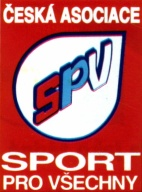 ČESKÁ ASOCIACE
SPV
SPORT
PRO VŠECHNY